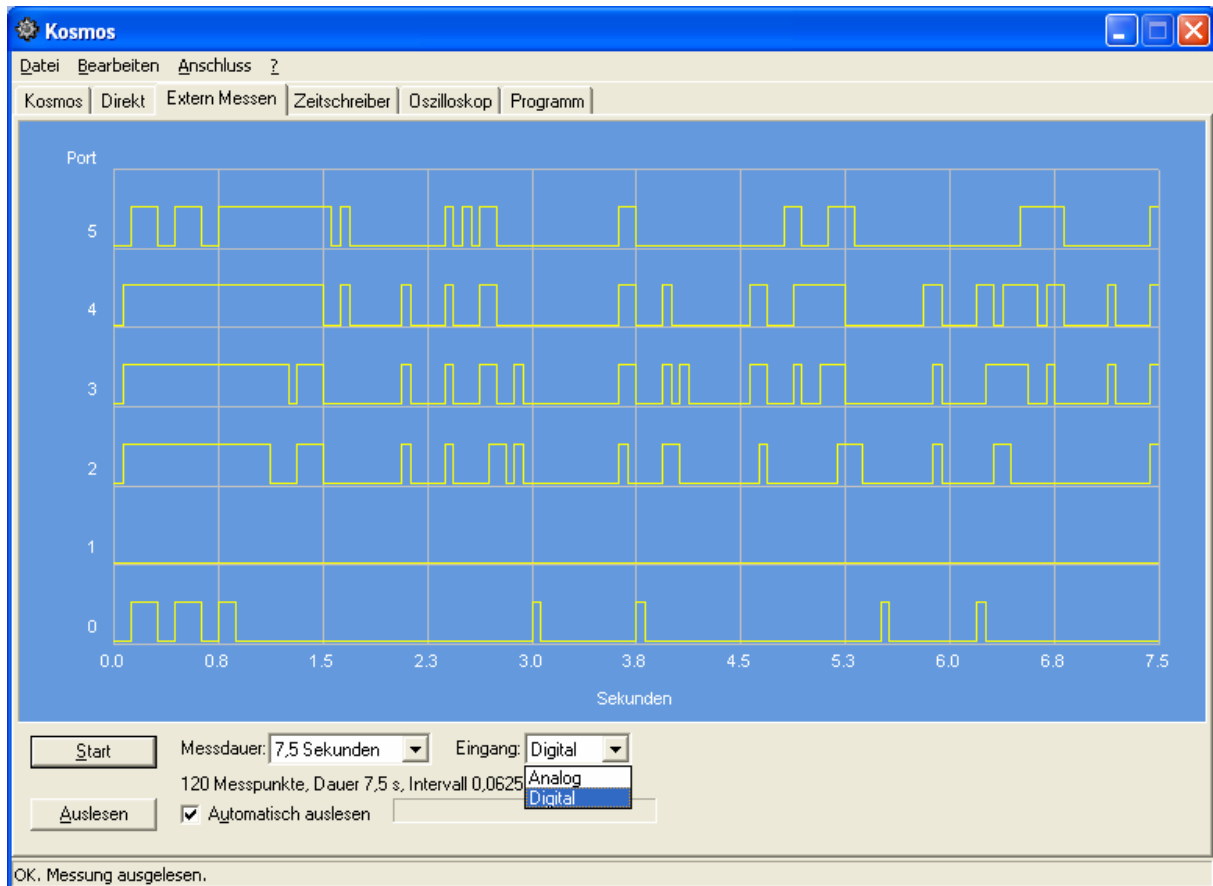 Kosmos
Datei Bearbeiten Anschluss ?
Kosmos Direkt Extern Messen Zeitschreiber Oszilloskop Programm
Port
5
4
3
2
1
0
0.0 0.8 1.5 2.3 3.0 3.8 4.5 5.3 6.0 6.8 7.5
Sekunden
Start Messdauer: 7,5 Sekunden Eingang: Digital
120 Messpunkte, Dauer 7,5 s, Intervall 0,0625 Analog
Digital
Auslesen Automatisch auslesen
OK. Messung ausgelesen.